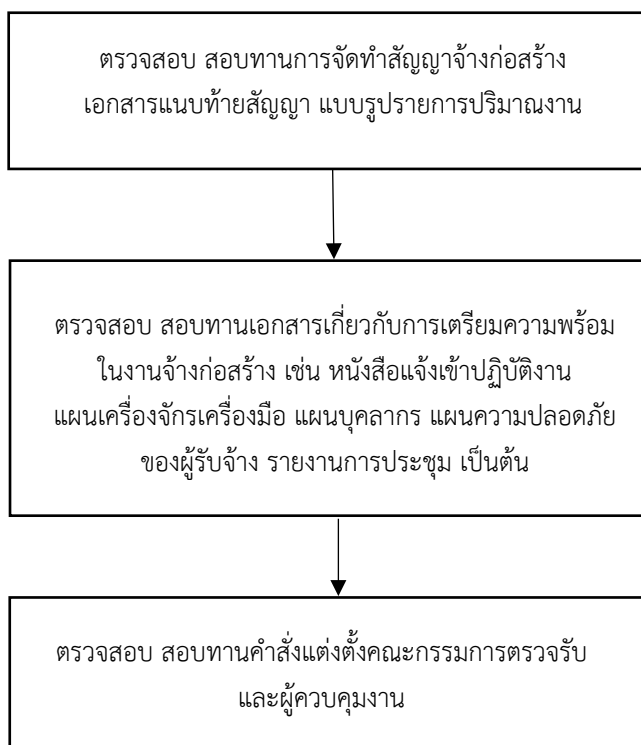 ตรวจสอบ สอบทานการจัดทำสัญญาจ้างก่อสร้าง
เอกสารแนบท้ายสัญญา แบบรูปรายการปริมาณงาน
ตรวจสอบ สอบทานเอกสารเกี่ยวกับการเตรียมความพร้อม
ในงานจ้างก่อสร้าง เช่น หนังสือแจ้งเข้าปฏิบัติงาน
แผนเครื่องจักรเครื่องมือ แผนบุคลากร แผนความปลอดภัย
ของผู้รับจ้าง รายงานการประชุม เป็นต้น
ตรวจสอบ สอบทานคำสั่งแต่งตั้งคณะกรรมการตรวจรับ
และผู้ควบคุมงาน